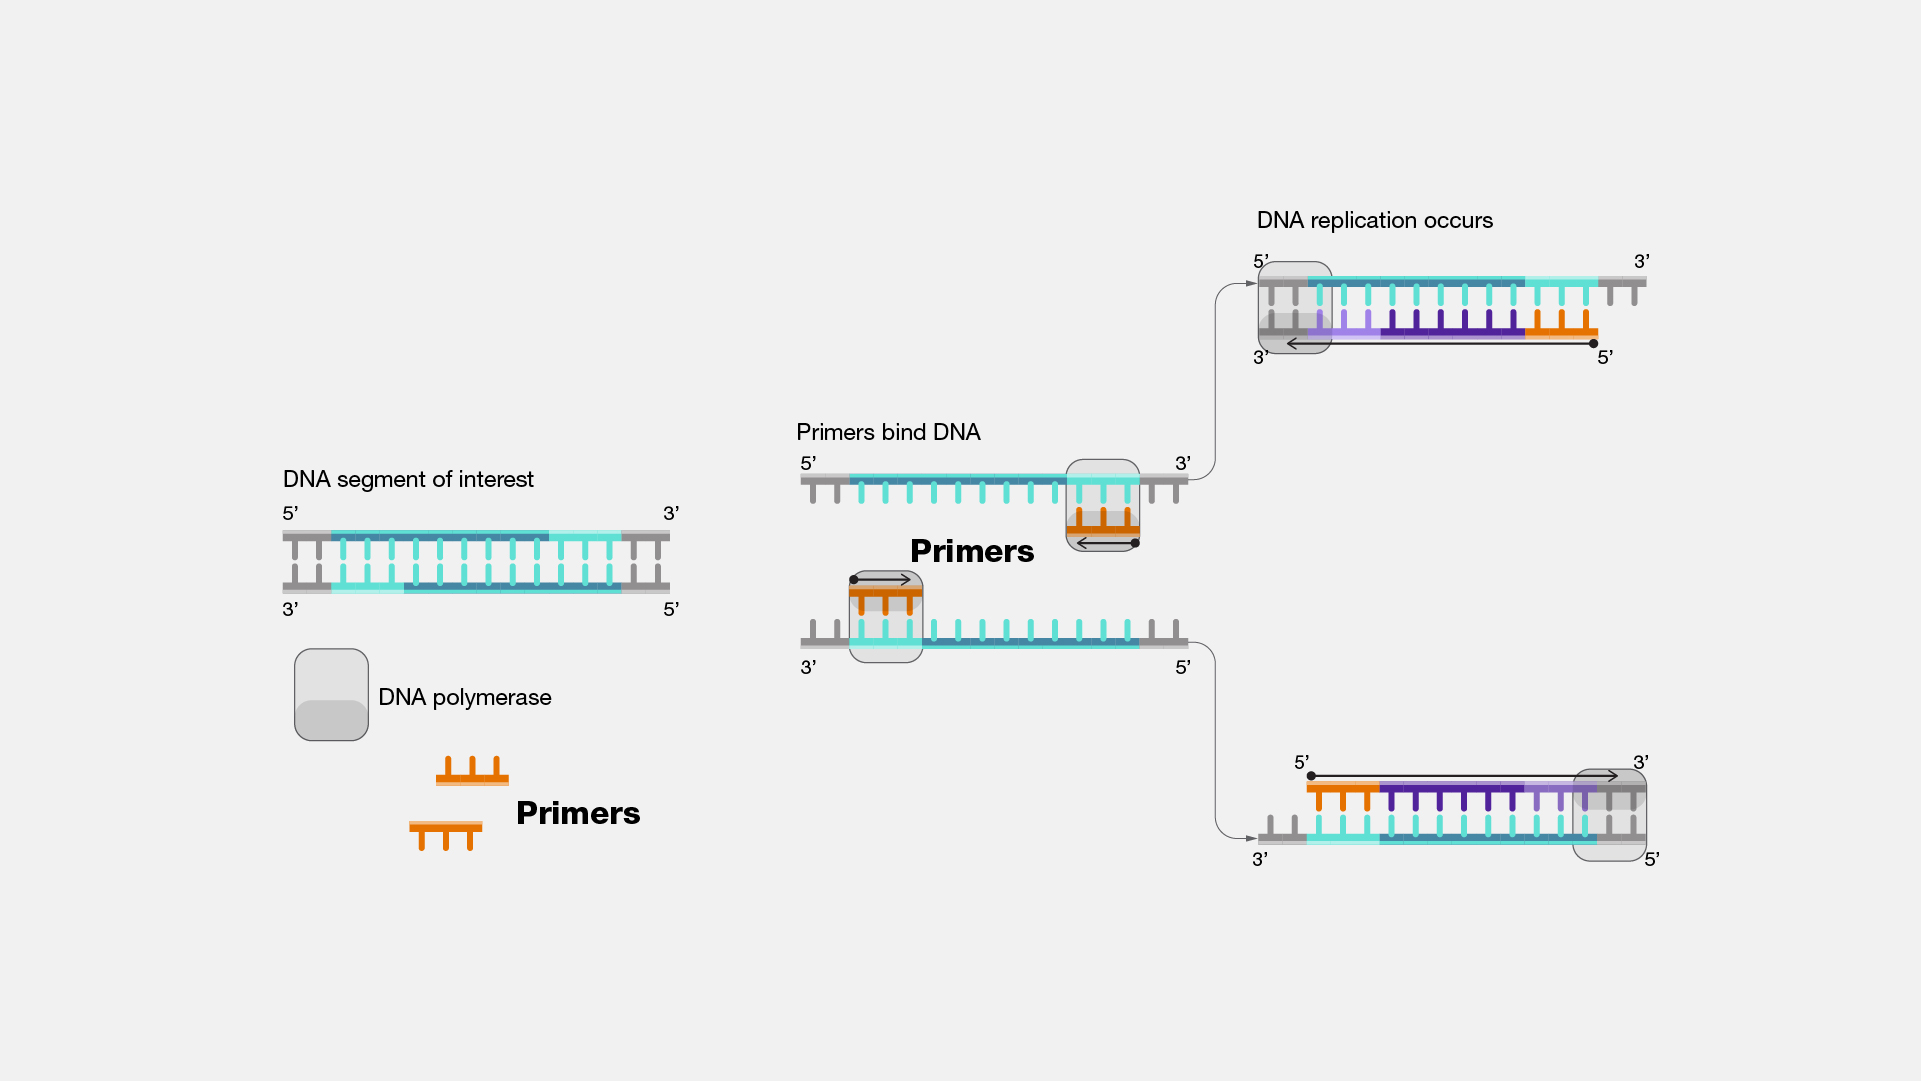 DNA segment of interest
5’ 3’
3’ 5’
DNA polymerase
Primers
Primers bind DNA
5’ 3’
Primers
3’ 5’
DNA replication occurs
5’ 3’
3’ 5’
5’ 3’
3’ 5’